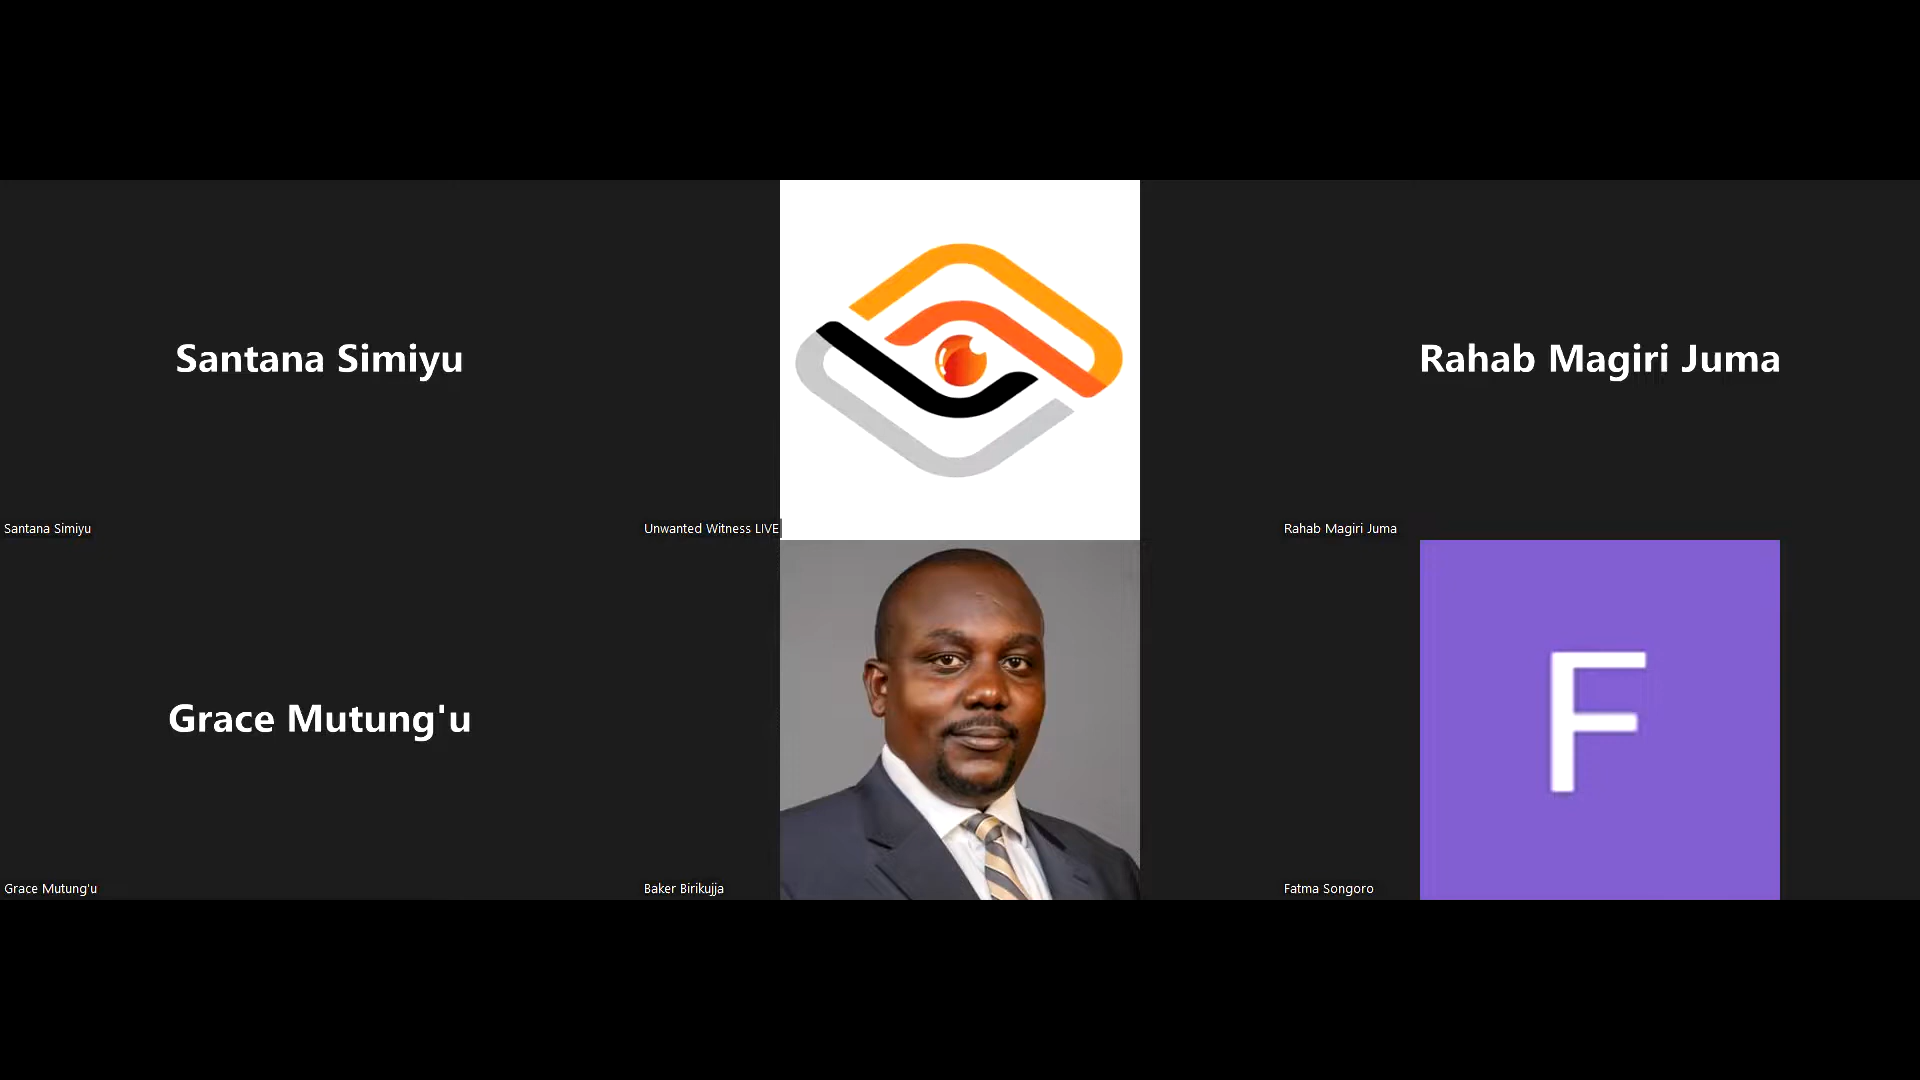 Santana Simiyu
Rahab Magiri Juma
Santana Simiyu
Unwanted Witness LIVE
Rahab Magiri Juma
Grace Mutung'u
F
Grace Mutung'u
Baker Birikujja
Fatma Songoro